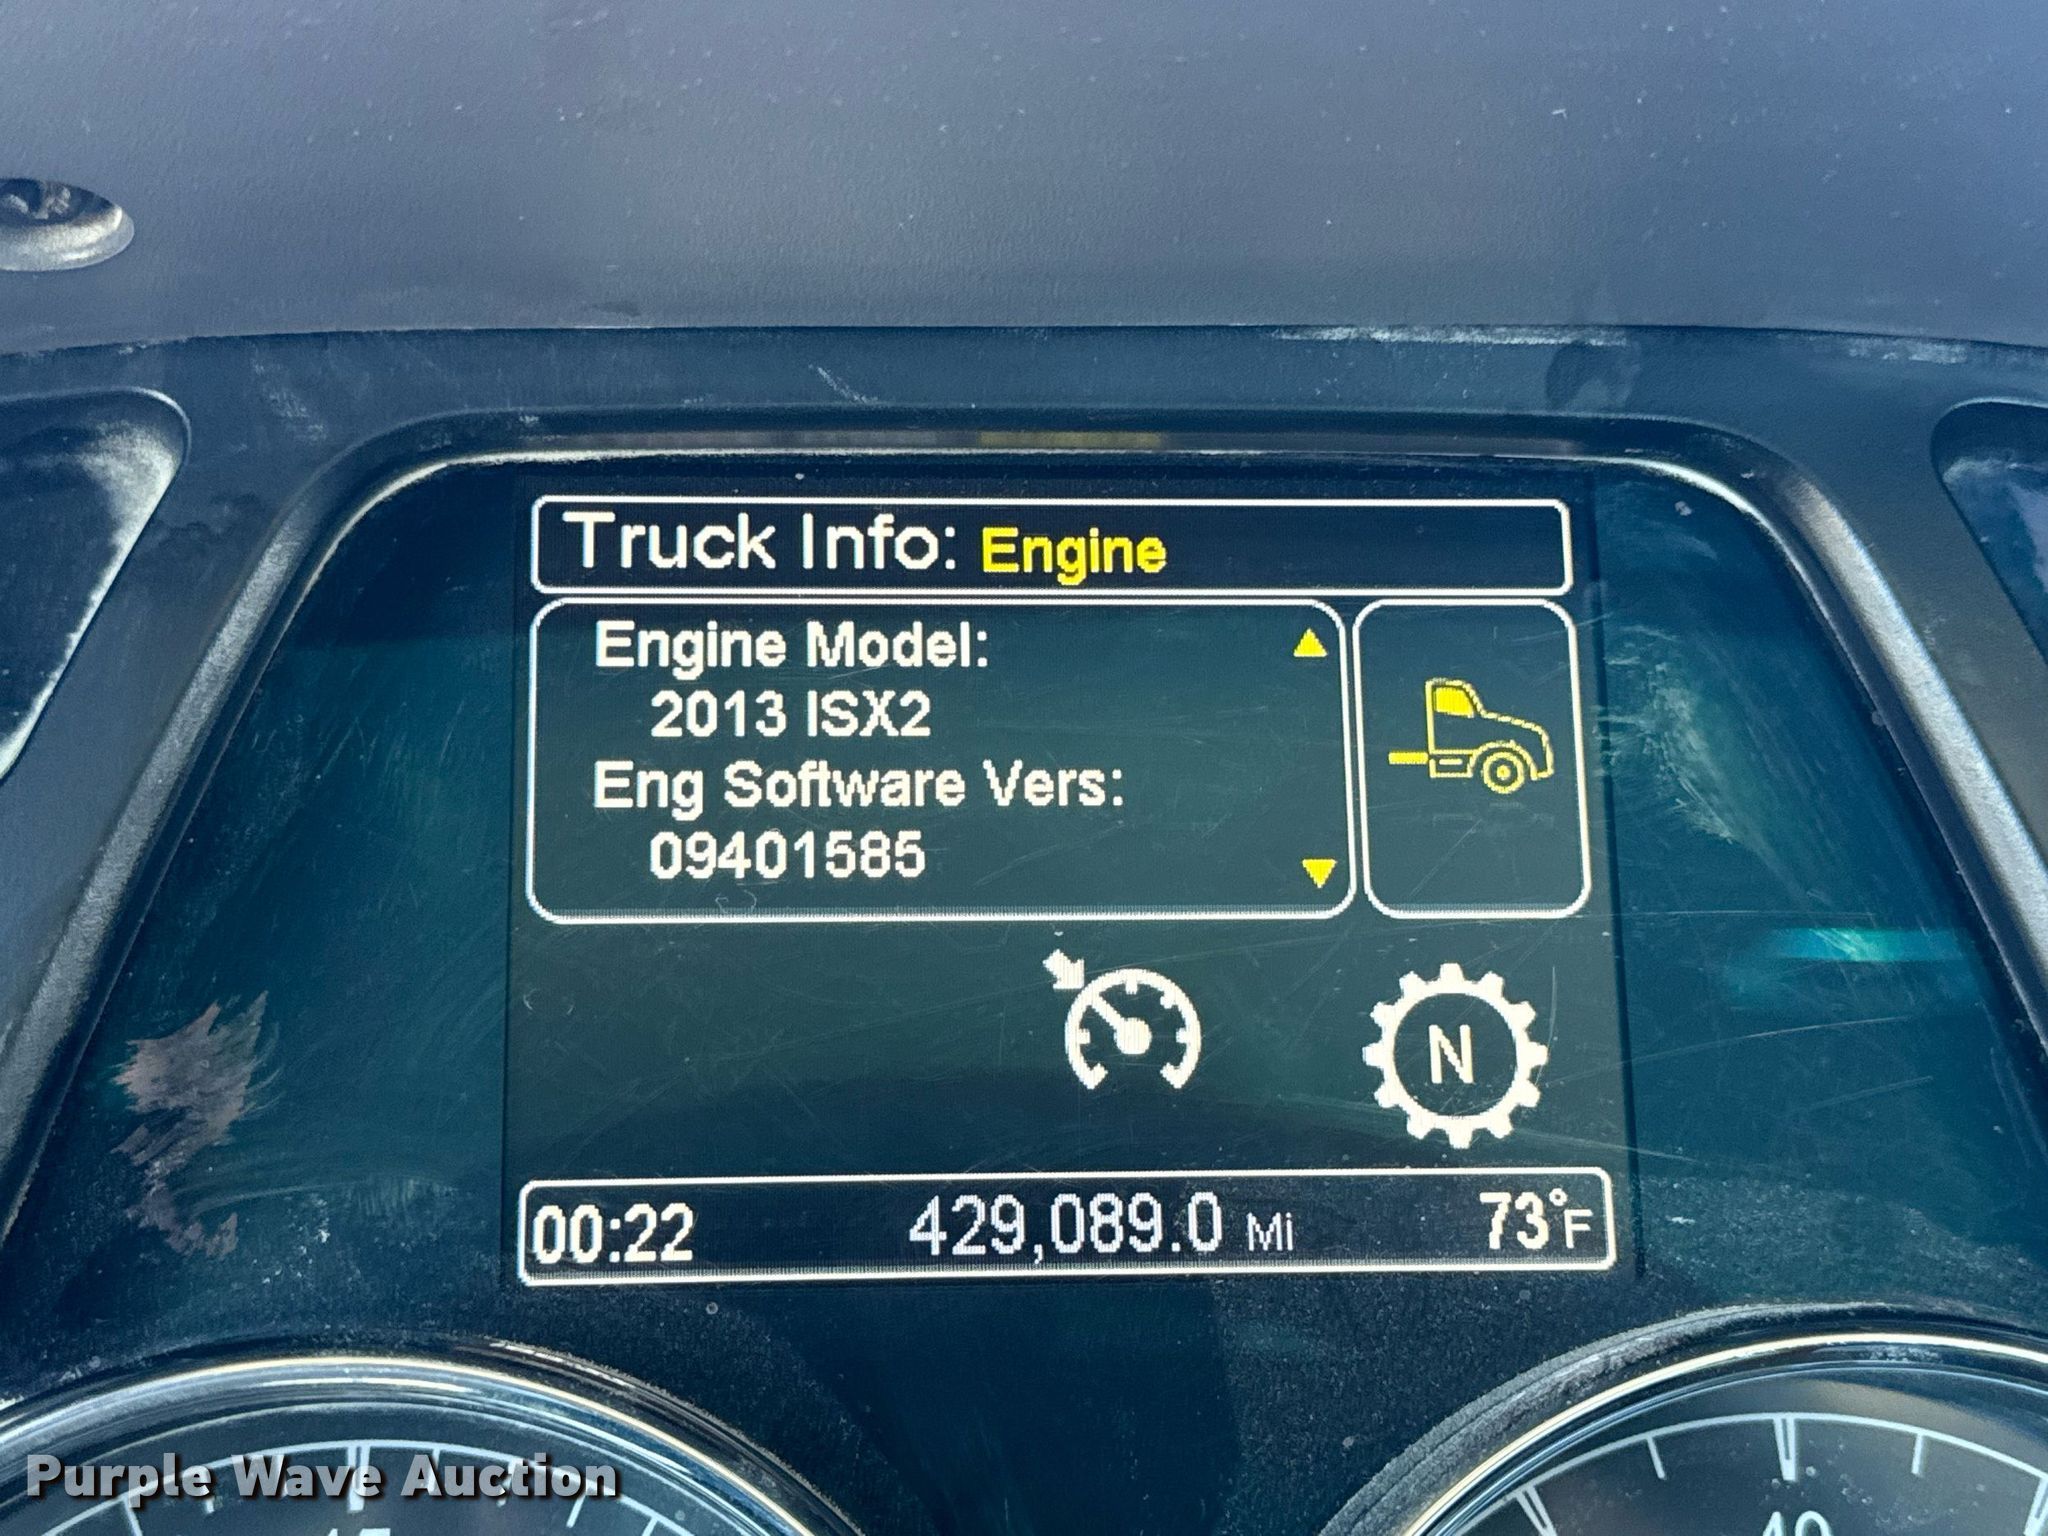 Truck Info: Engine
Engine Model:
2013 ISX2
Eng Software Vers:
09401585
N
00:22 429,089.0 Mi 73°F
Purple Wave Auction